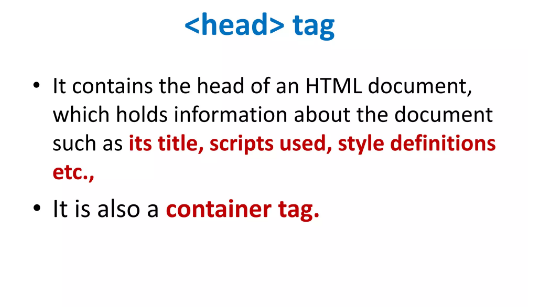 <head> tag
• It contains the head of an HTML document,
which holds information about the document
such as its title, scripts used, style definitions
etc.,
• It is also a container tag.